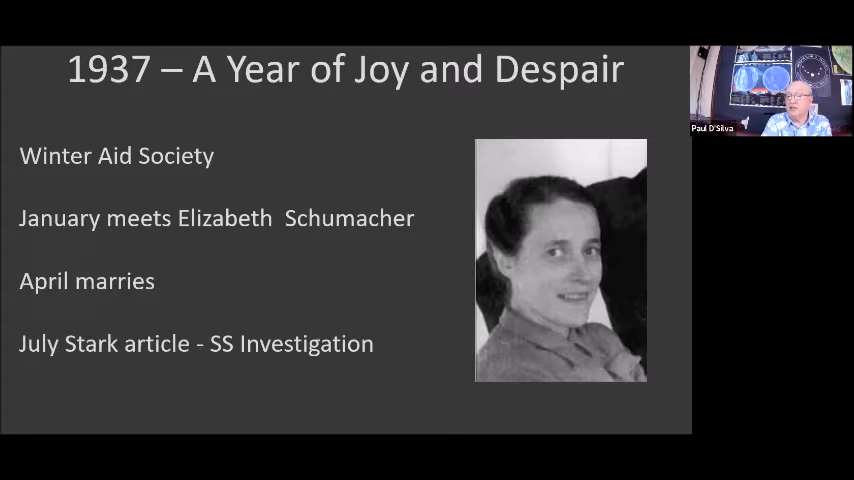 1937 – A Year of Joy and Despair
Winter Aid Society
January meets Elizabeth  Schumacher
April marries
July Stark article - SS Investigation
Paul D'Silva